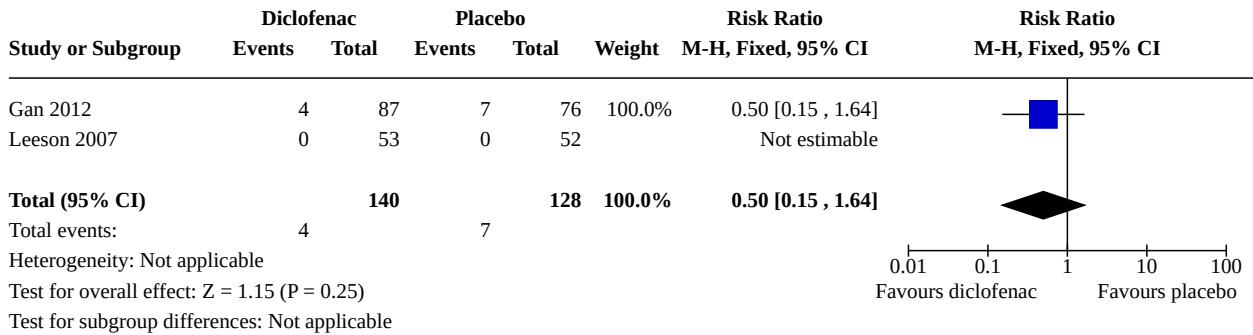 Diclofenac Placebo Risk Ratio Risk Ratio
Study or Subgroup Events Total Events Total Weight M-H, Fixed, 95% CI M-H, Fixed, 95% CI
Gan 2012 4 87 7 76 100.0% 0.50 [0.15 , 1.64]
Leeson 2007 0 53 0 52 Not estimable
Total (95% CI) 140 128 100.0% 0.50 [0.15 , 1.64]
Total events: 4 7
Heterogeneity: Not applicable
0.01 0.1 1 10 100
Test for overall effect: Z = 1.15 (P = 0.25) Favours diclofenac Favours placebo
Test for subgroup differences: Not applicable